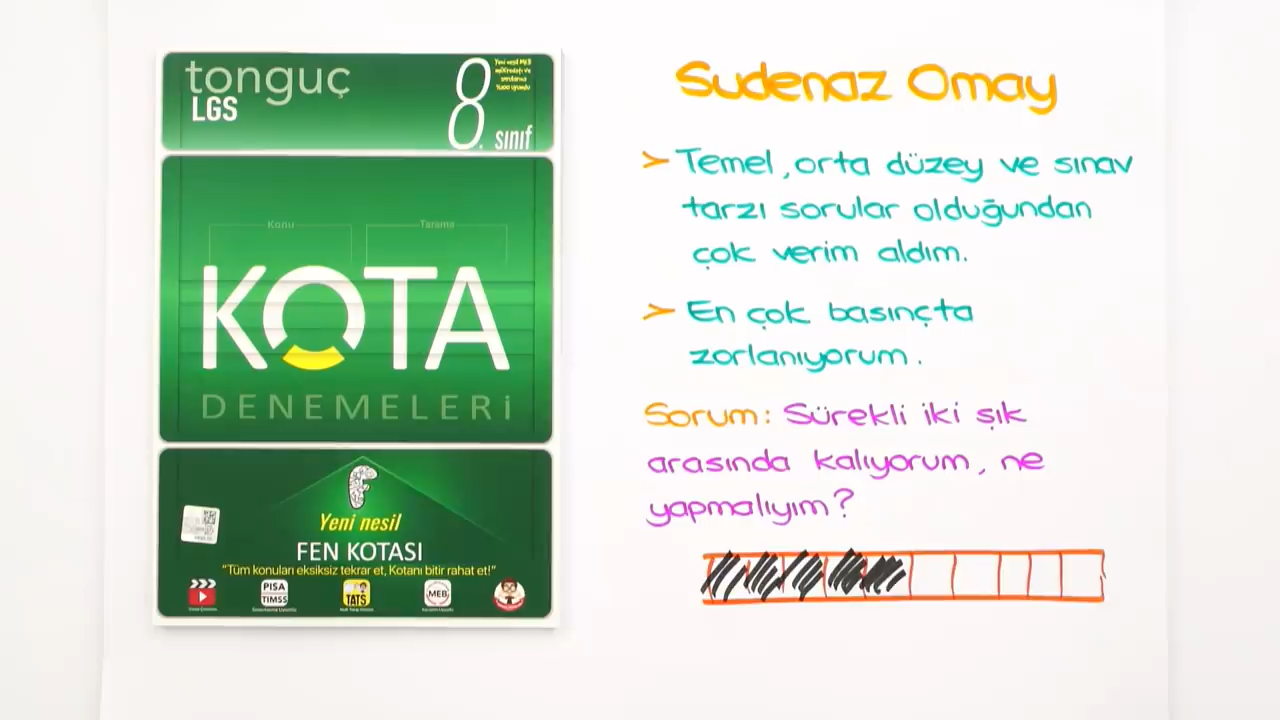 tonguç
LGS
8. sınıf
Konu
Tarama
KOTA
DENEMELERİ
Yeni nesil
FEN KOTASI
"Tüm konuları eksiksiz tekrar et, Kotanı bitir rahat et!"
PISA
TIMSS
TATS
MEB
Sudenaz Omay
> Temel, orta düzey ve sınav
tarzı sorular olduğundan
çok verim aldım.
> En çok basınçta
zorlanıyorum.
Sorum: Sürekli iki şık
arasında kalıyorum, ne
yapmalıyım?